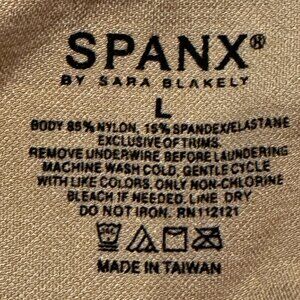 SPANX®
BY SARA BLAKELY
L
BODY 85% NYLON, 15% SPANDEX/ELASTANE
EXCLUSIVE OF TRIMS.
REMOVE UNDERWIRE BEFORE LAUNDERING
MACHINE WASH COLD, GENTLE CYCLE
WITH LIKE COLORS, ONLY NON-CHLORINE
BLEACH IF NEEDED, LINE DRY
DO NOT IRON. RN112121
MADE IN TAIWAN